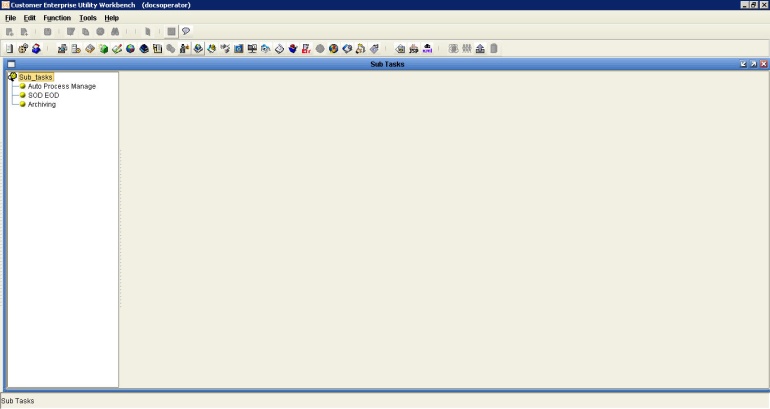 Customer Enterprise Utility Workbench (docsoperator)
File Edit Function Tools Help
Sub Tasks
Sub_tasks
Auto Process Manage
SOD EOD
Archiving
Sub Tasks